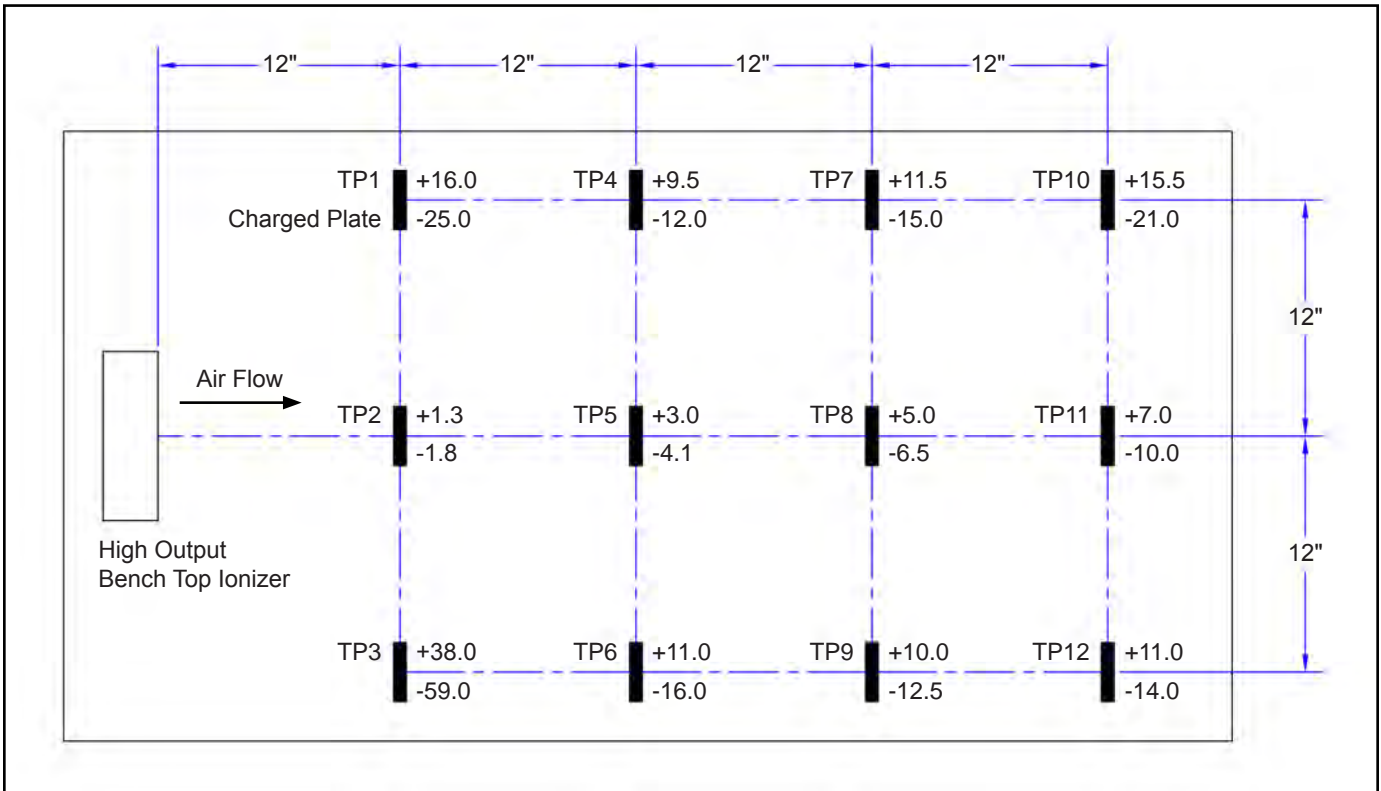 12" 12" 12" 12"
TP1 +16.0 TP4 +9.5 TP7 +11.5 TP10 +15.5
Charged Plate -25.0 -12.0 -15.0 -21.0
12"
Air Flow
TP2 +1.3 TP5 +3.0 TP8 +5.0 TP11 +7.0
-1.8 -4.1 -6.5 -10.0
High Output
Bench Top Ionizer
12"
TP3 +38.0 TP6 +11.0 TP9 +10.0 TP12 +11.0
-59.0 -16.0 -12.5 -14.0